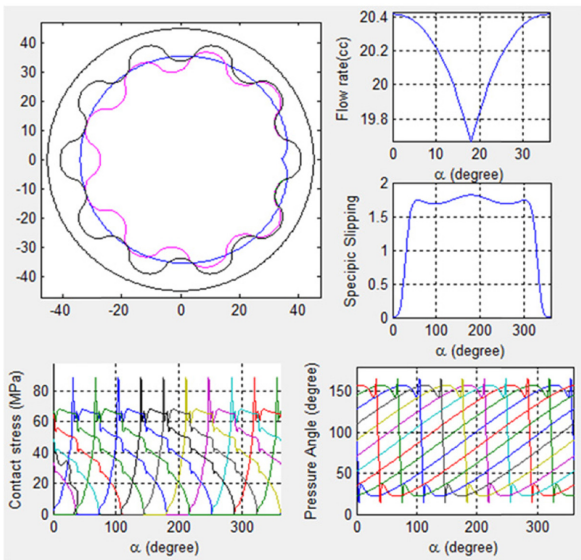 40
30
20
10
0
-10
-20
-30
-40
-40 -20 0 20 40
Flow rate(cc)
20.4
20.2
20
19.8
0 10 20 30
α (degree)
Specipic Slipping
2
1.5
1
0.5
0
0 100 200 300
α (degree)
Contact stress (MPa)
80
60
40
20
0
0 100 200 300
α (degree)
Pressure Angle (degree)
150
100
50
0
0 100 200 300
α (degree)